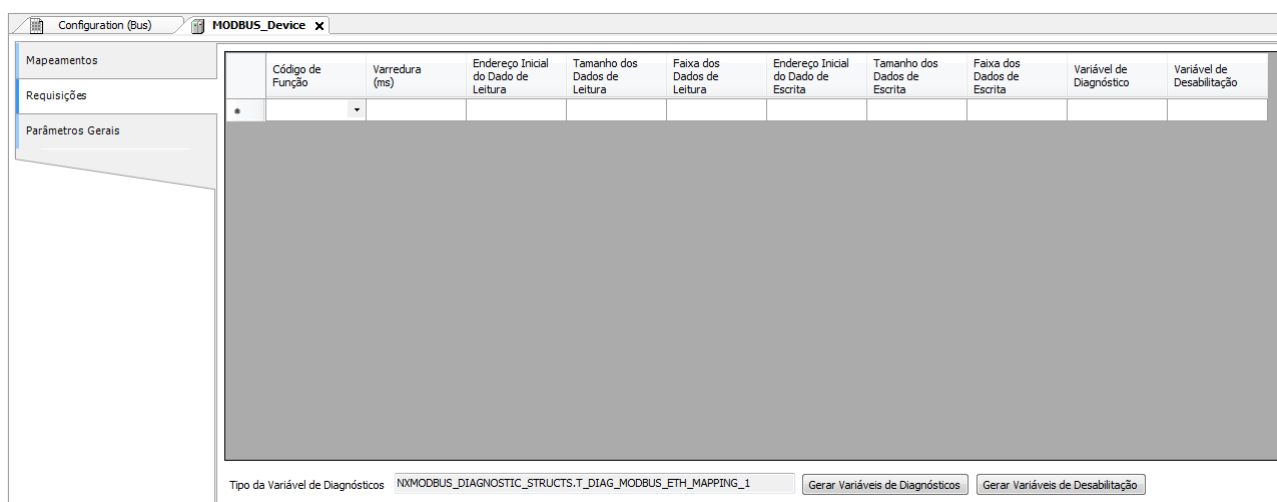 Configuration (Bus)
MODBUS_Device X
Mapeamentos
Requisições
Parâmetros Gerais
Código de
Função
Varredura
(ms)
Endereço Inicial
do Dado de
Leitura
Tamanho dos
Dados de
Leitura
Faixa dos
Dados de
Leitura
Endereço Inicial
do Dado de
Escrita
Tamanho dos
Dados de
Escrita
Faixa dos
Dados de
Escrita
Variável de
Diagnóstico
Variável de
Desabilitação
Tipo da Variável de Diagnósticos
NXMODBUS_DIAGNOSTIC_STRUCTS.T_DIAG_MODBUS_ETH_MAPPING_1
Gerar Variáveis de Diagnósticos
Gerar Variáveis de Desabilitação